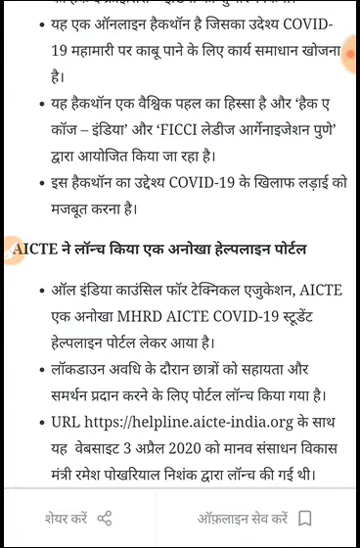 यह एक ऑनलाइन हैकथॉन है जिसका उदेश्य COVID-
19 महामारी पर काबू पाने के लिए कार्य समाधान खोजना
है।
यह हैकथॉन एक वैश्विक पहल का हिस्सा है और ‘हैक ए
कॉज – इंडिया’ और ‘FICCI लेडीज आर्गेनाइजेशन पुणे’
द्वारा आयोजित किया जा रहा है।
इस हैकथॉन का उद्देश्य COVID-19 के खिलाफ लड़ाई को
मजबूत करना है।
AICTE ने लॉन्च किया एक अनोखा हेल्पलाइन पोर्टल
ऑल इंडिया काउंसिल फॉर टेक्निकल एजुकेशन, AICTE
एक अनोखा MHRD AICTE COVID-19 स्टूडेंट
हेल्पलाइन पोर्टल लेकर आया है।
लॉकडाउन अवधि के दौरान छात्रों को सहायता और
समर्थन प्रदान करने के लिए पोर्टल लॉन्च किया गया है।
URL https://helpline.aicte-india.org के साथ
यह वेबसाइट 3 अप्रैल 2020 को मानव संसाधन विकास
मंत्री रमेश पोखरियाल निशंक द्वारा लॉन्च की गई थी।
शेयर करें ऑफ़लाइन सेव करें